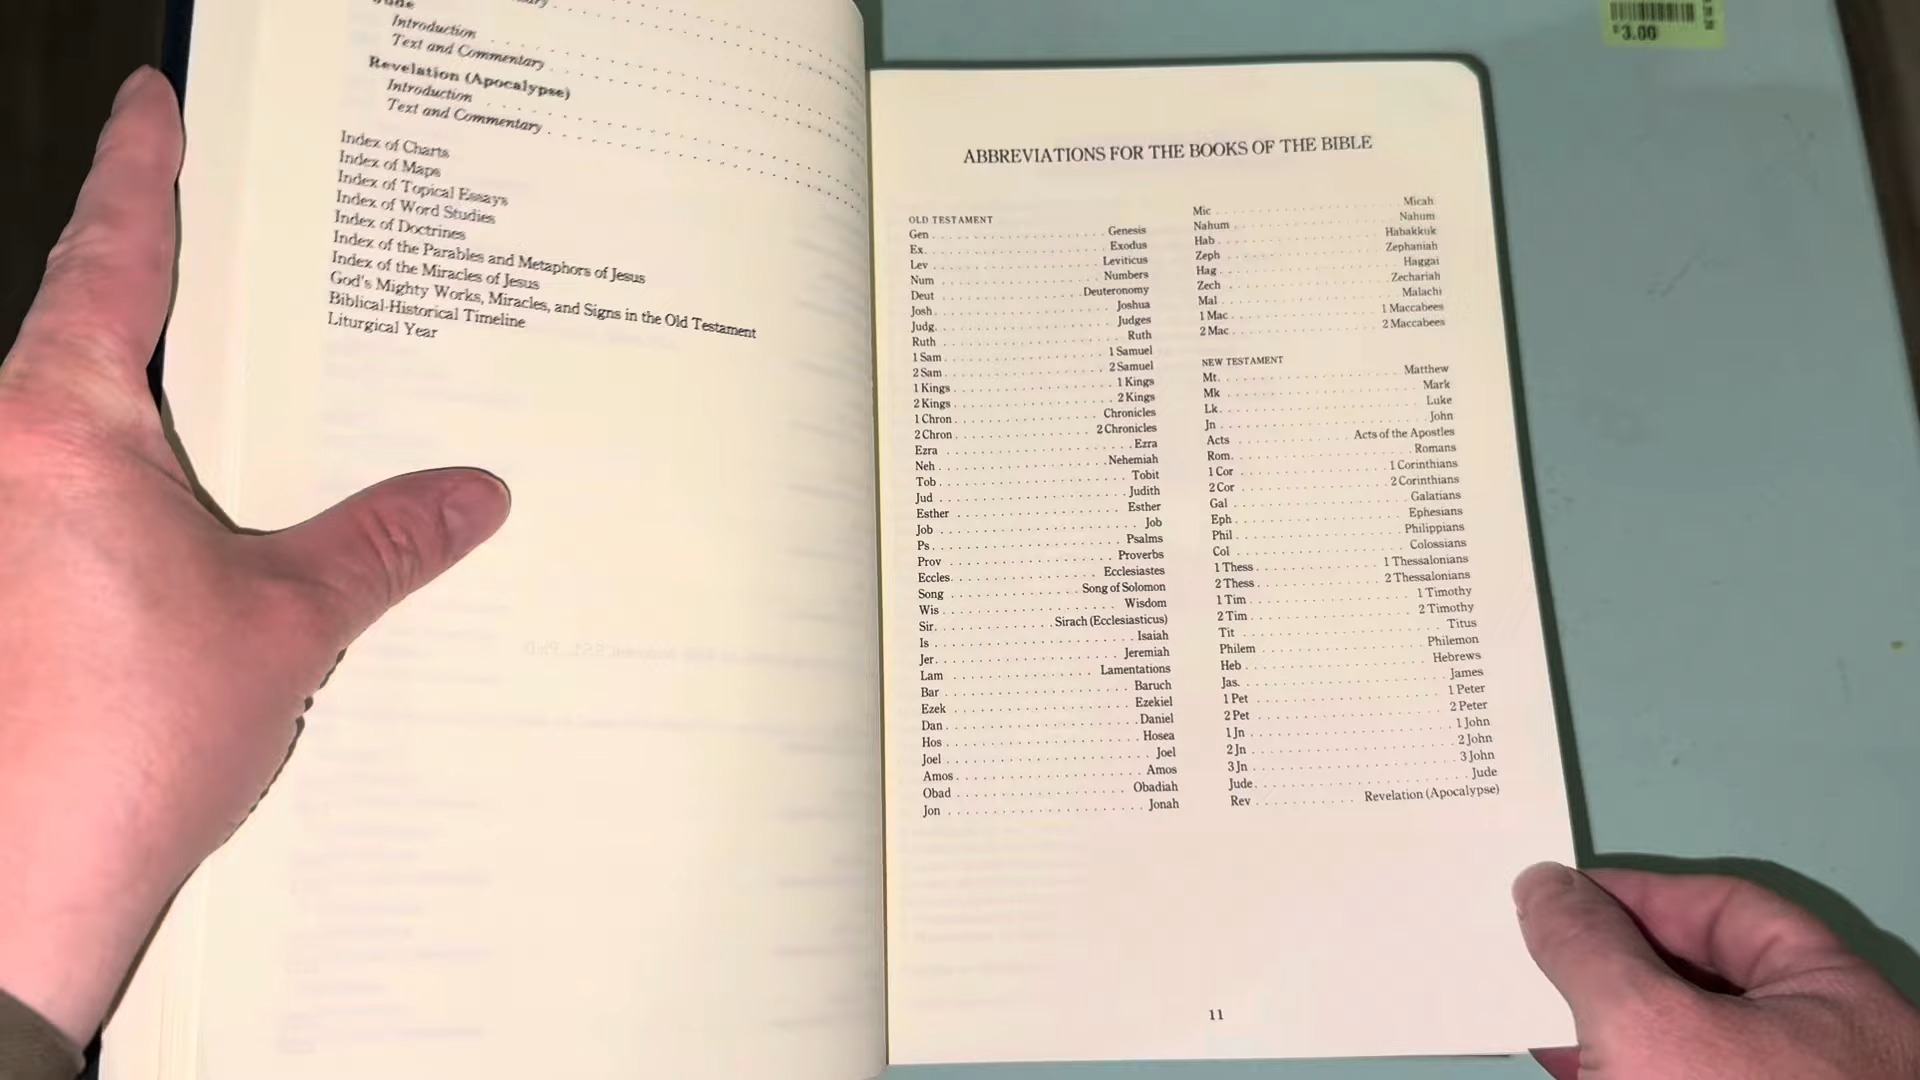 Jude
Introduction
Text and Commentary
Revelation (Apocalypse)
Introduction
Text and Commentary
Index of Charts
Index of Maps
Index of Topical Essays
Index of Word Studies
Index of Doctrines
Index of the Parables and Metaphors of Jesus
Index of the Miracles of Jesus
God's Mighty Works, Miracles, and Signs in the Old Testament
Biblical-Historical Timeline
Liturgical Year
$3.00
ABBREVIATIONS FOR THE BOOKS OF THE BIBLE
OLD TESTAMENT
Gen . . . Genesis
Ex . . . Exodus
Lev . . . Leviticus
Num . . . Numbers
Deut . . . Deuteronomy
Josh . . . Joshua
Judg . . . Judges
Ruth . . . Ruth
1 Sam . . . 1 Samuel
2 Sam . . . 2 Samuel
1 Kings . . . 1 Kings
2 Kings . . . 2 Kings
1 Chron . . . Chronicles
2 Chron . . . 2 Chronicles
Ezra . . . Ezra
Neh . . . Nehemiah
Tob . . . Tobit
Jud . . . Judith
Esther . . . Esther
Job . . . Job
Ps . . . Psalms
Prov . . . Proverbs
Eccles . . . Ecclesiastes
Song . . . Song of Solomon
Wis . . . Wisdom
Sir . . . Sirach (Ecclesiasticus)
Is . . . Isaiah
Jer . . . Jeremiah
Lam . . . Lamentations
Bar . . . Baruch
Ezek . . . Ezekiel
Dan . . . Daniel
Hos . . . Hosea
Joel . . . Joel
Amos . . . Amos
Obad . . . Obadiah
Jon . . . Jonah
Mic . . . Micah
Nahum . . . Nahum
Hab . . . Habakkuk
Zeph . . . Zephaniah
Hag . . . Haggai
Zech . . . Zechariah
Mal . . . Malachi
1 Mac . . . 1 Maccabees
2 Mac . . . 2 Maccabees
NEW TESTAMENT
Mt . . . Matthew
Mk . . . Mark
Lk . . . Luke
Jn . . . John
Acts . . . Acts of the Apostles
Rom . . . Romans
1 Cor . . . 1 Corinthians
2 Cor . . . 2 Corinthians
Gal . . . Galatians
Eph . . . Ephesians
Phil . . . Philippians
Col . . . Colossians
1 Thess . . . 1 Thessalonians
2 Thess . . . 2 Thessalonians
1 Tim . . . 1 Timothy
2 Tim . . . 2 Timothy
Tit . . . Titus
Philem . . . Philemon
Heb . . . Hebrews
Jas . . . James
1 Pet . . . 1 Peter
2 Pet . . . 2 Peter
1 Jn . . . 1 John
2 Jn . . . 2 John
3 Jn . . . 3 John
Jude . . . Jude
Rev . . . Revelation (Apocalypse)
11